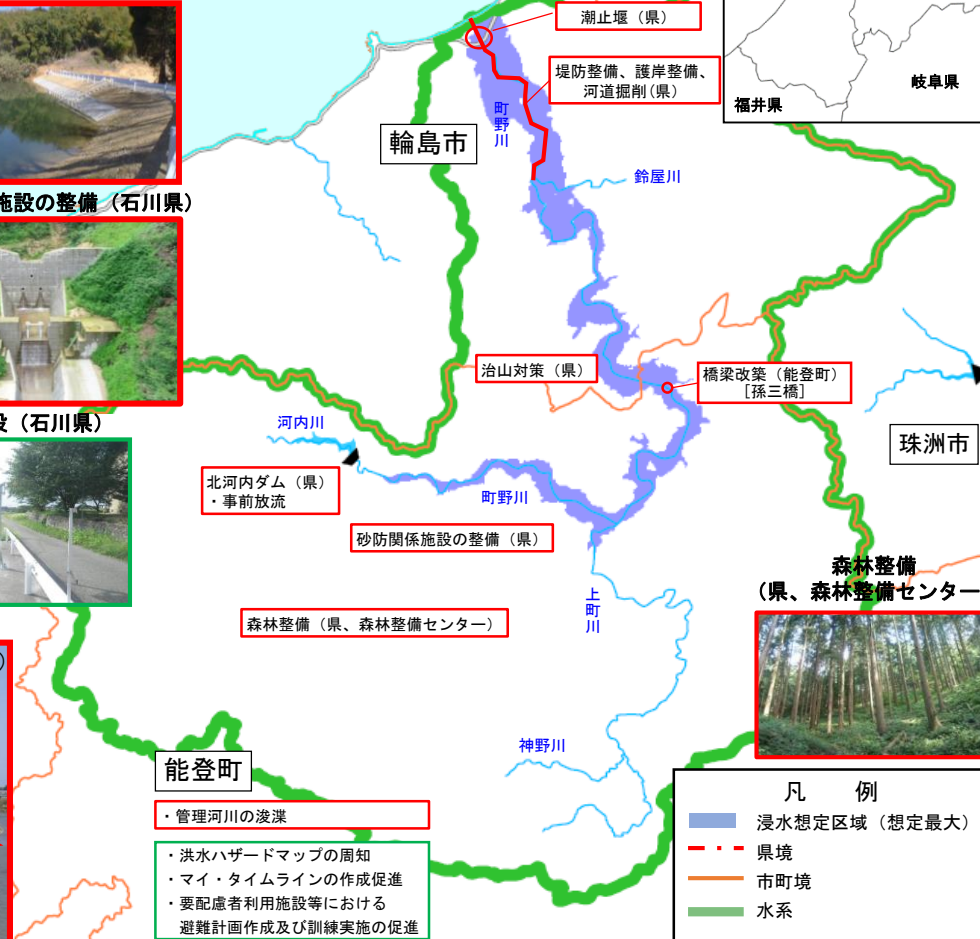 潮止堰（県）
堤防整備、護岸整備、
河道掘削(県)
福井県
岐阜県
輪島市
町野川
鈴屋川
施設の整備（石川県）
治山対策（県）
橋梁改築（能登町）
［孫三橋］
設（石川県）
河内川
珠洲市
北河内ダム（県）
・事前放流
町野川
砂防関係施設の整備（県）
森林整備
（県、森林整備センター
上町川
森林整備（県、森林整備センター）
神野川
能登町
・管理河川の浚渫
・洪水ハザードマップの周知
・マイ・タイムラインの作成促進
・要配慮者利用施設等における
避難計画作成及び訓練実施の促進
凡　例
浸水想定区域（想定最大）
県境
市町境
水系